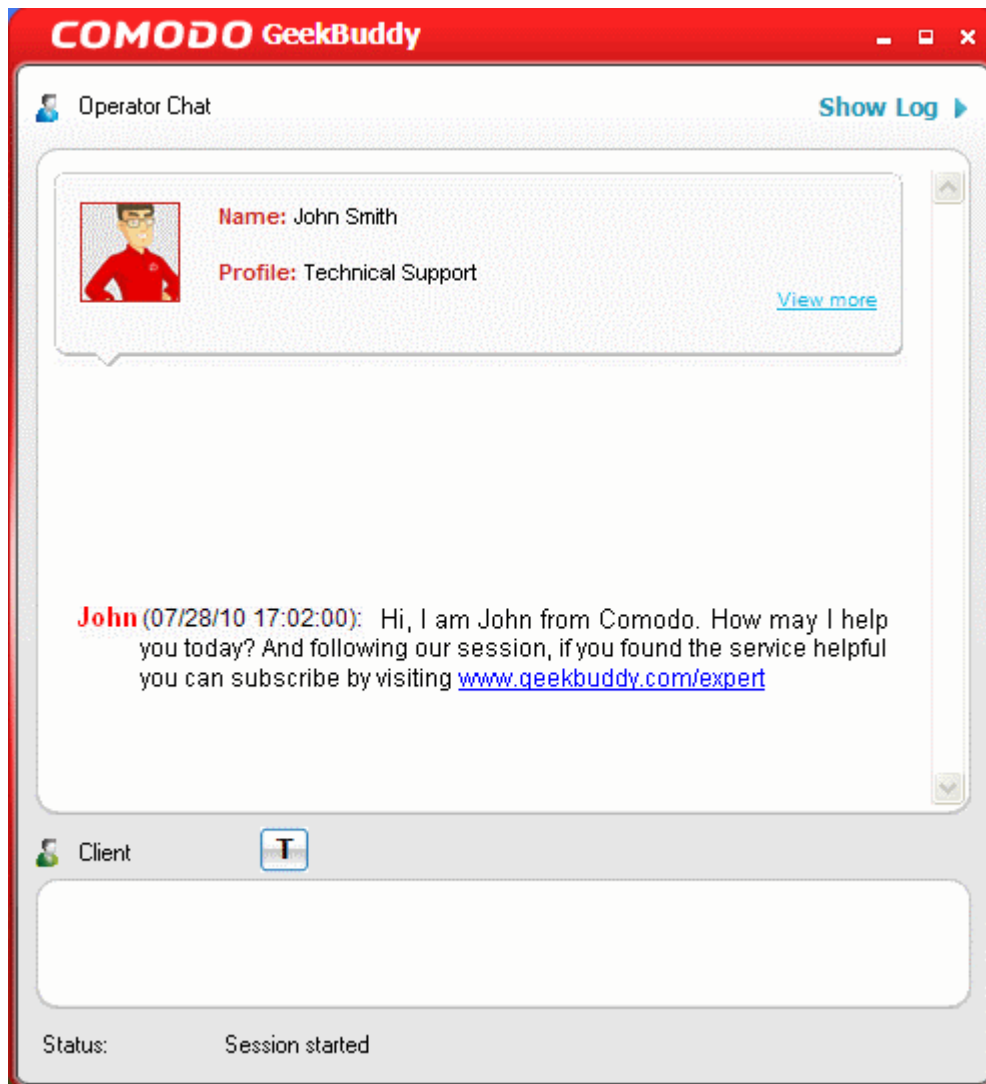 COMODO GeekBuddy
Operator Chat
Show Log
Name: John Smith
Profile: Technical Support
View more
John (07/28/10 17:02:00): Hi, I am John from Comodo. How may I help
you today? And following our session, if you found the service helpful
you can subscribe by visiting www.geekbuddy.com/expert
Client
T
Status: Session started